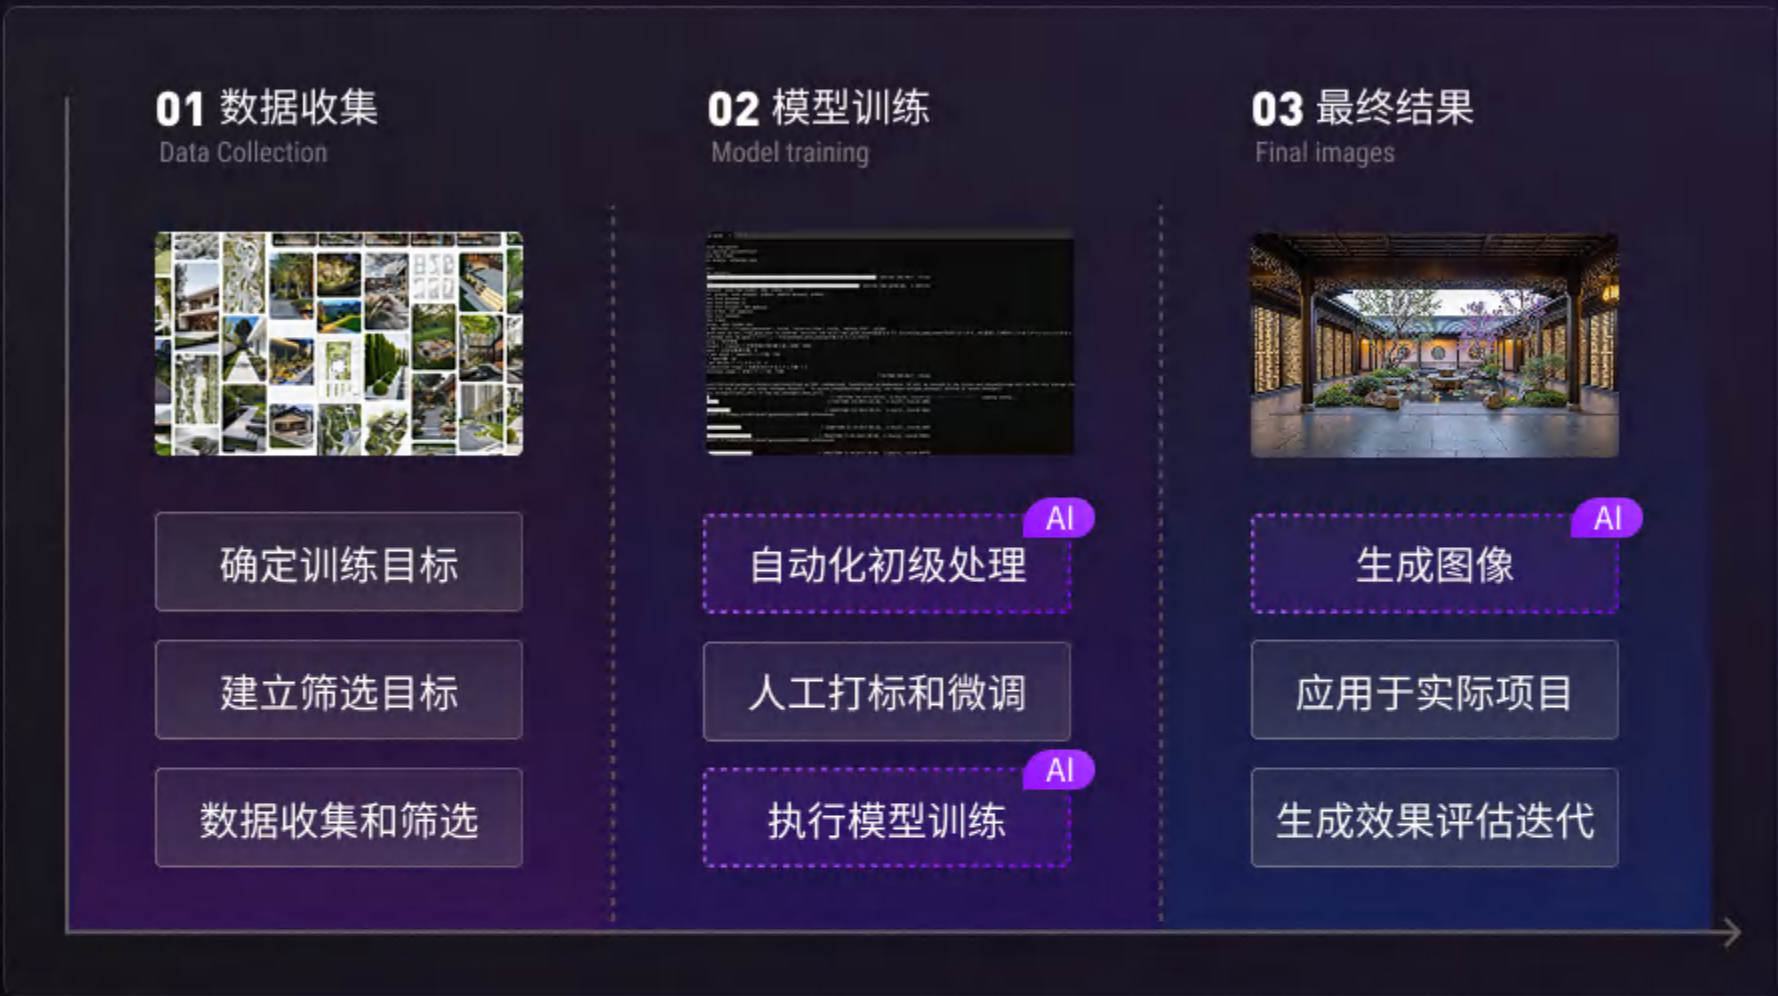 01 数据收集
Data Collection
确定训练目标
建立筛选目标
数据收集和筛选
02 模型训练
Model training
AI
自动化初级处理
人工打标和微调
AI
执行模型训练
03 最终结果
Final images
AI
生成图像
应用于实际项目
生成效果评估迭代